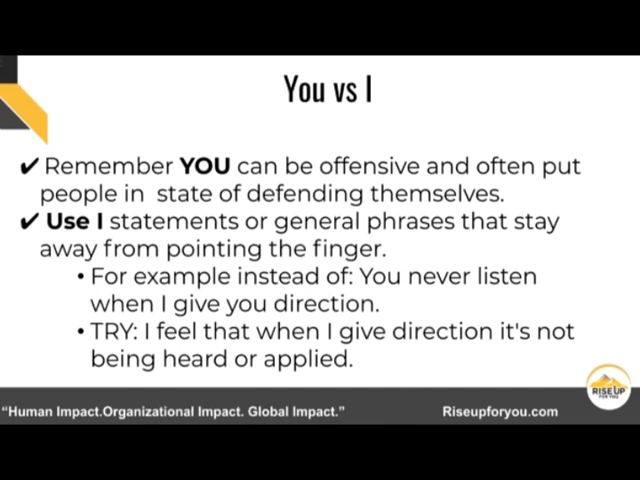 You vs I
✔ Remember YOU can be offensive and often put
people in state of defending themselves.
✔ Use I statements or general phrases that stay
away from pointing the finger.
• For example instead of: You never listen
when I give you direction.
• TRY: I feel that when I give direction it's not
being heard or applied.
RISE UP
FOR YOU
“Human Impact.Organizational Impact. Global Impact.” Riseupforyou.com